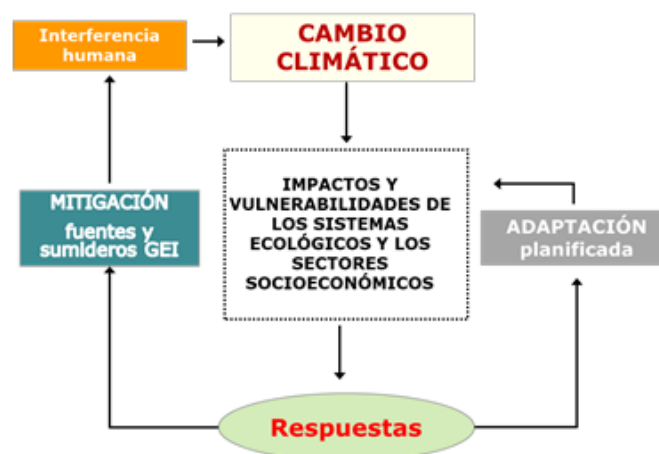 Interferencia
humana
CAMBIO
CLIMÁTICO
IMPACTOS Y
VULNERABILIDADES DE
LOS SISTEMAS
ECOLÓGICOS Y LOS
SECTORES
SOCIOECONÓMICOS
MITIGACIÓN
fuentes y
sumideros GEI
ADAPTACIÓN
planificada
Respuestas